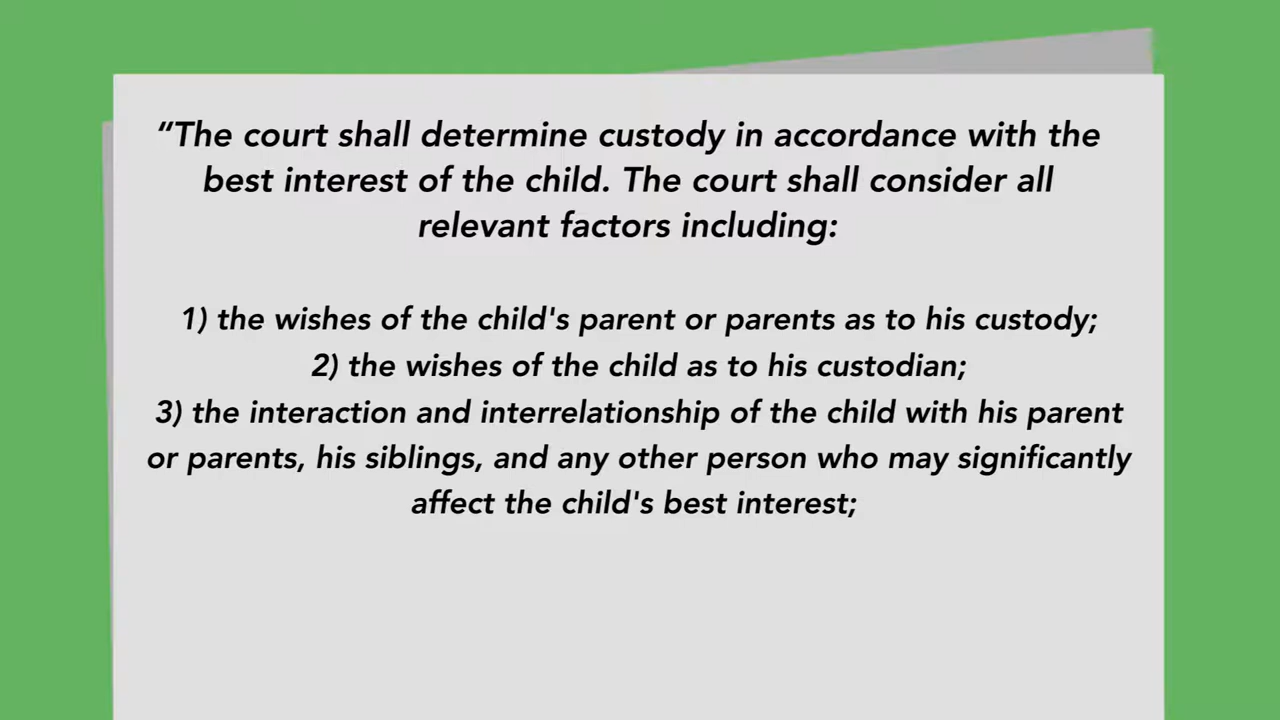 “The court shall determine custody in accordance with the
best interest of the child. The court shall consider all
relevant factors including:
1) the wishes of the child's parent or parents as to his custody;
2) the wishes of the child as to his custodian;
3) the interaction and interrelationship of the child with his parent
or parents, his siblings, and any other person who may significantly
affect the child's best interest;